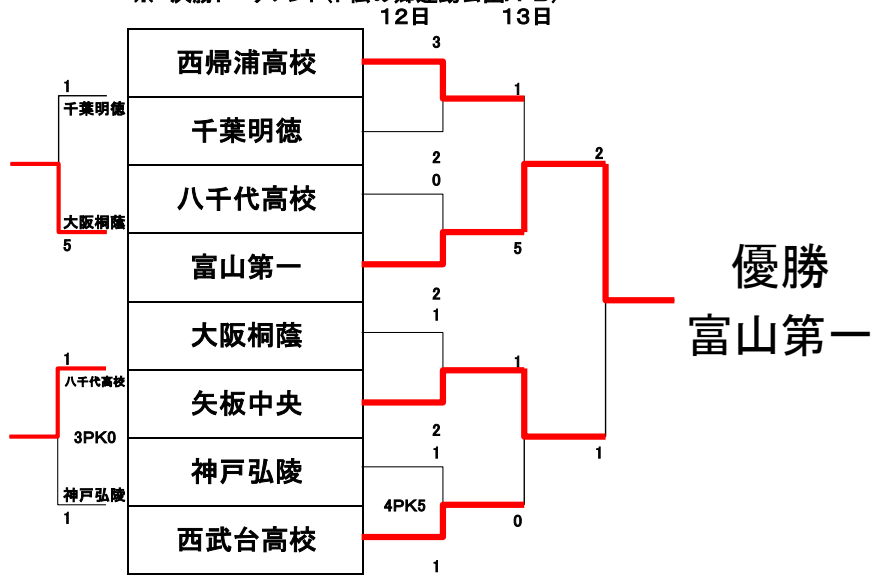 12日 13日
3
西帰浦高校
1
1
千葉明徳
千葉明徳
2
2
0
八千代高校
大阪桐蔭
5
5
富山第一
優勝
富山第一
2
1
大阪桐蔭
1
1
八千代高校
矢板中央
2
1
1
3PK0
神戸弘陵
神戸弘陵
4PK5
1
0
西武台高校
1